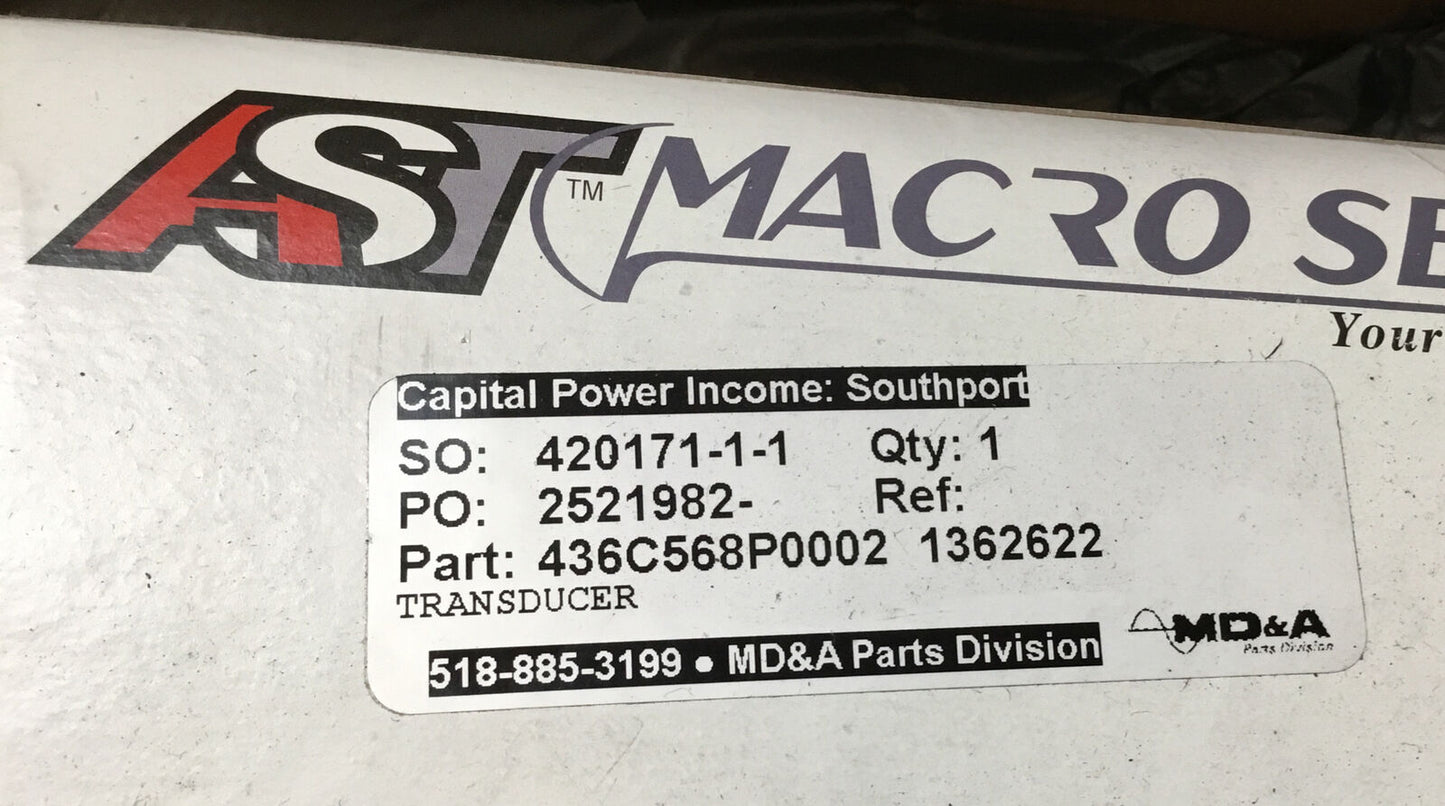 AST™ MACRO SE
Your
Capital Power Income: Southport
SO: 420171-1-1 Qty: 1
PO: 2521982- Ref:
Part: 436C568P0002 1362622
TRANSDUCER
MD&A
Parts Division
518-885-3199 • MD&A Parts Division